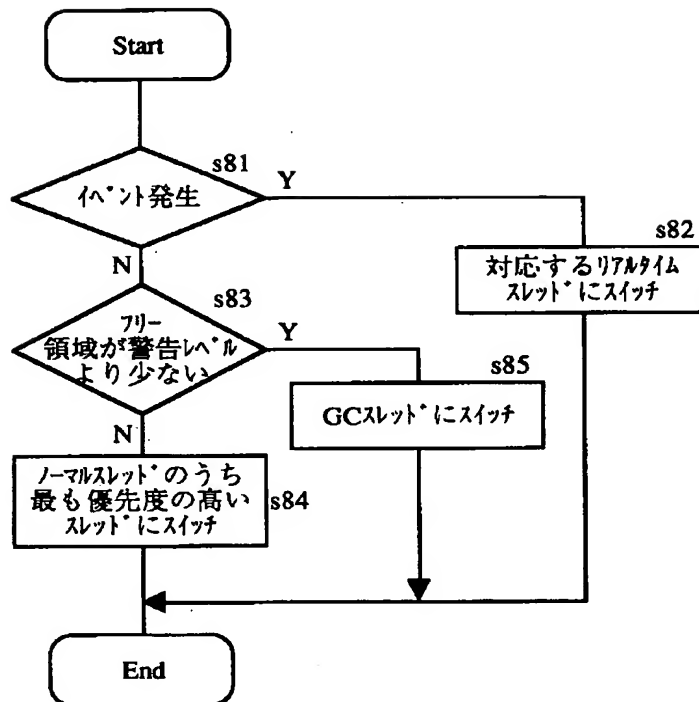 Start
s81
ｲﾍﾞﾝﾄ発生
Y
N
s82
対応するﾘｱﾙﾀｲﾑ
ｽﾚｯﾄﾞにｽｲｯﾁ
s83
ﾌﾘｰ
領域が警告ﾚﾍﾞﾙ
より少ない
Y
N
s85
GCｽﾚｯﾄﾞにｽｲｯﾁ
ﾉｰﾏﾙｽﾚｯﾄﾞのうち
最も優先度の高い
ｽﾚｯﾄﾞにｽｲｯﾁ
s84
End